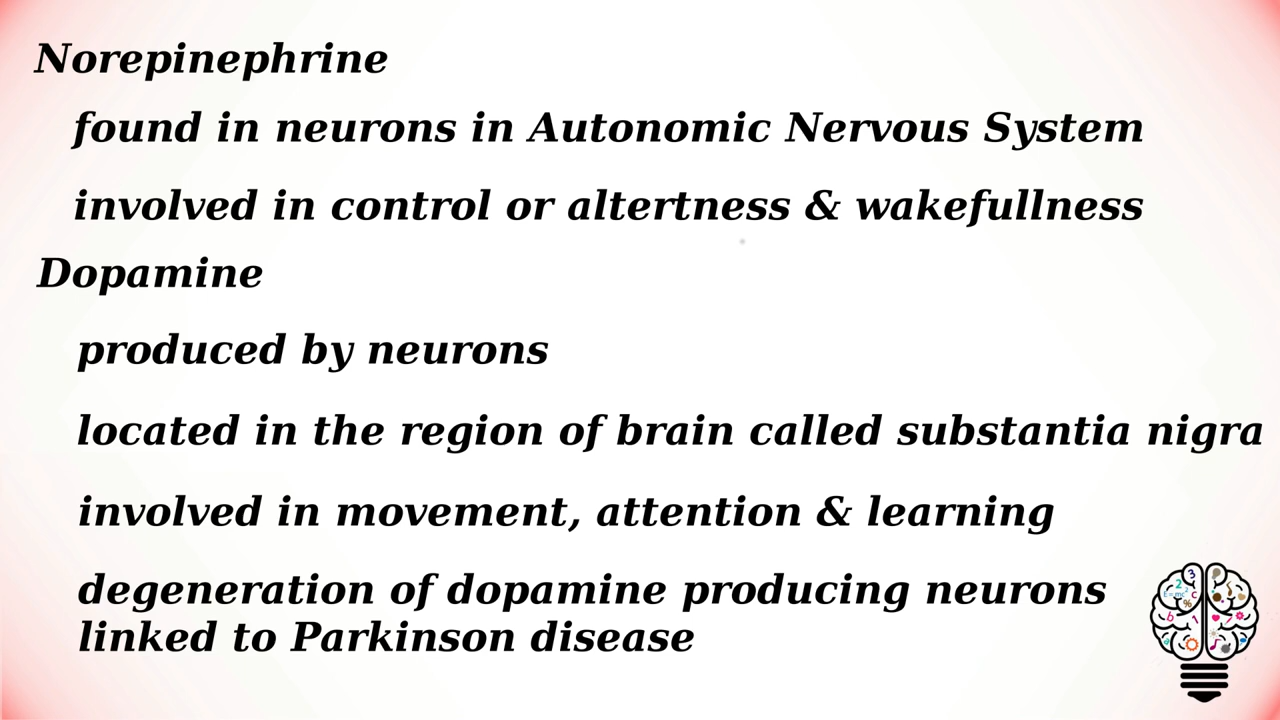 Norepinephrine
found in neurons in Autonomic Nervous System
involved in control or altertness & wakefullness
Dopamine
produced by neurons
located in the region of brain called substantia nigra
involved in movement, attention & learning
degeneration of dopamine producing neurons
linked to Parkinson disease